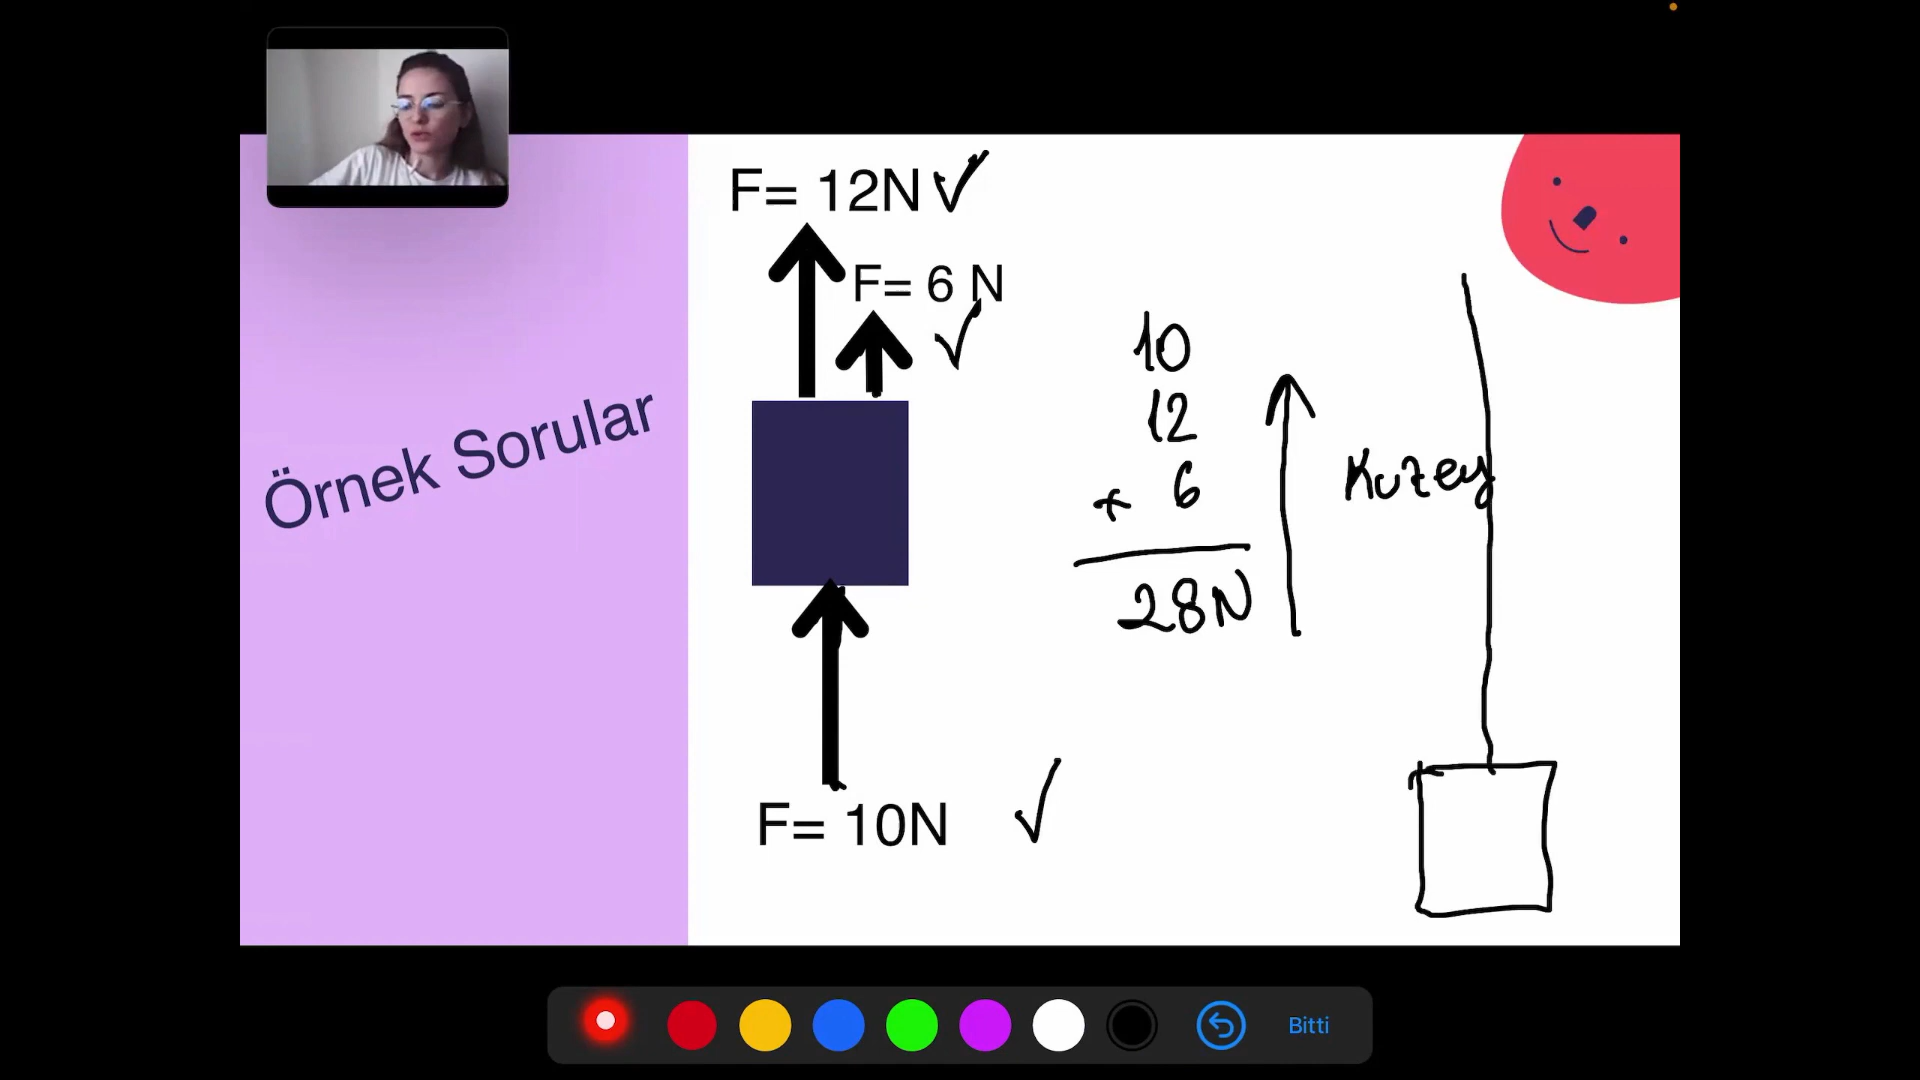 Örnek Sorular
F= 12N
F= 6 N
10
12
+ 6
28N
Kuzey
F= 10N
Bitti